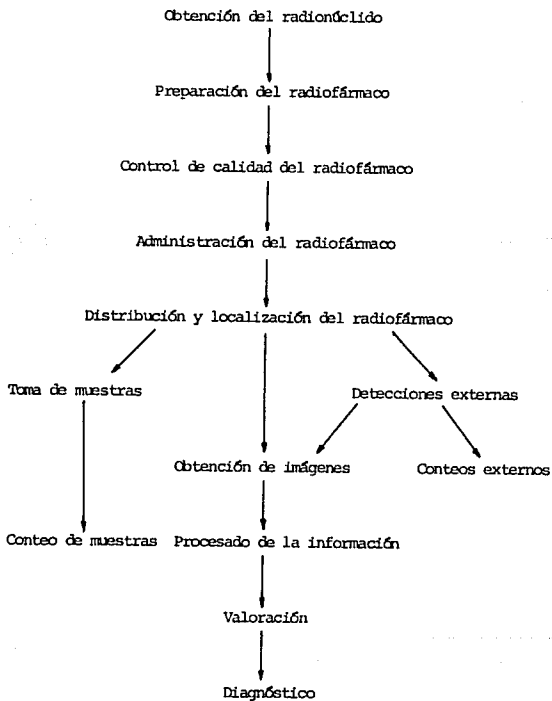 Obtención del radionúclido
Preparación del radiofármaco
Control de calidad del radiofármaco
Administración del radiofármaco
Distribución y localización del radiofármaco
Toma de muestras
Detecciones externas
Obtención de imágenes
Conteos externos
Conteo de muestras
Procesado de la información
Valoración
Diagnóstico